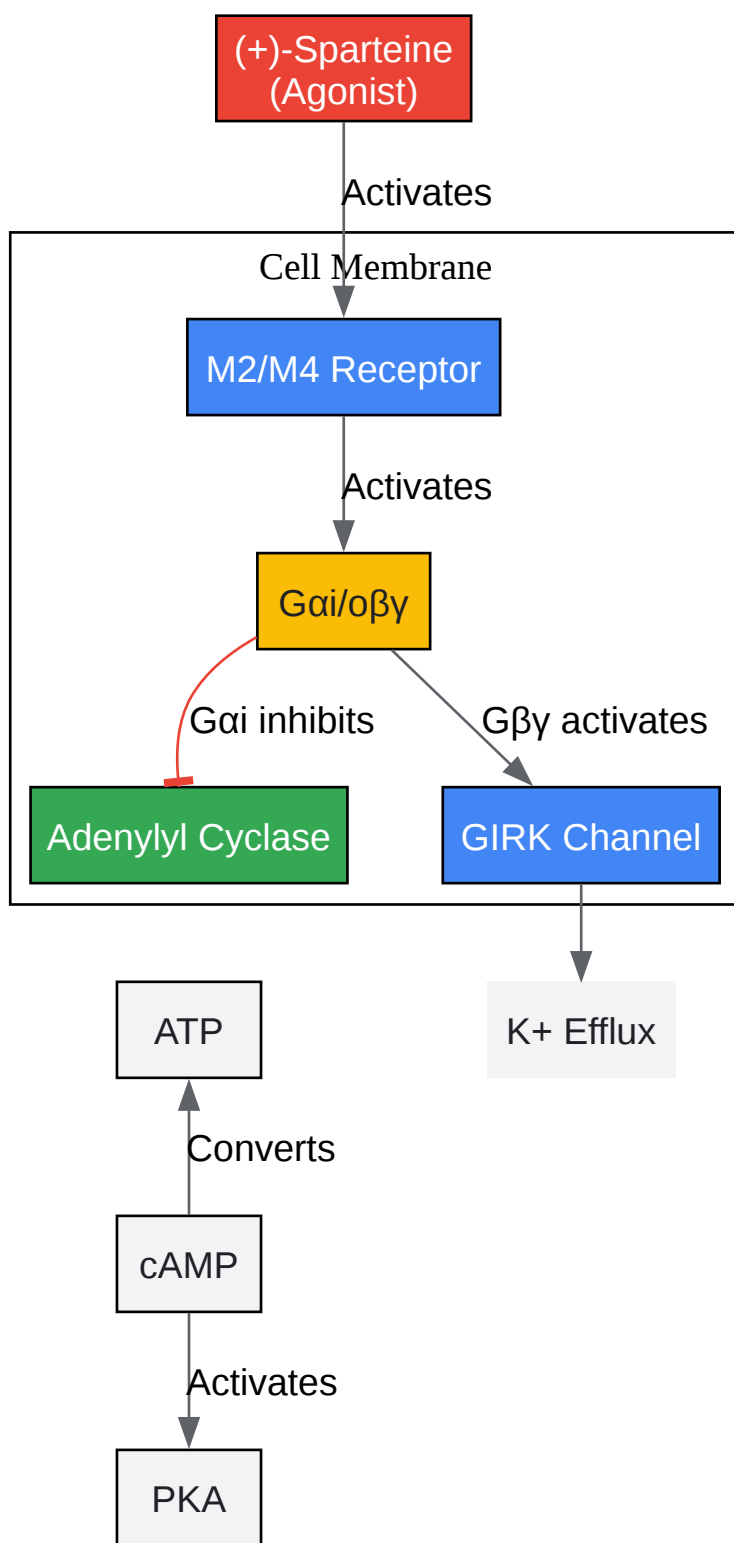 (+)-Sparteine
(Agonist)
Activates
Cell Membrane
M2/M4 Receptor
Activates
Gαi/oβγ
Gαi inhibits
Gβγ activates
Adenylyl Cyclase
GIRK Channel
ATP
K+ Efflux
Converts
cAMP
Activates
PKA